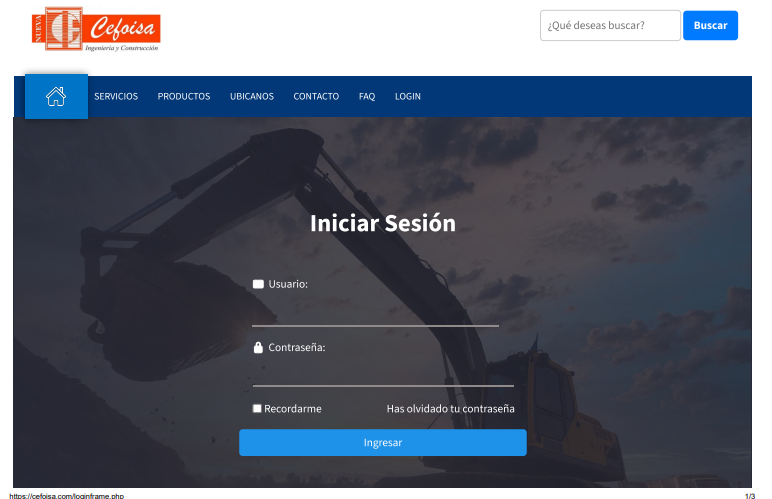 NUEVA
Cefoisa
Ingeniería y Construcción
¿Qué deseas buscar?
Buscar
SERVICIOS PRODUCTOS UBICANOS CONTACTO FAQ LOGIN
Iniciar Sesión
Usuario:
Contraseña:
Recordarme Has olvidado tu contraseña
Ingresar
https://cefoisa.com/loginframe.php 1/3